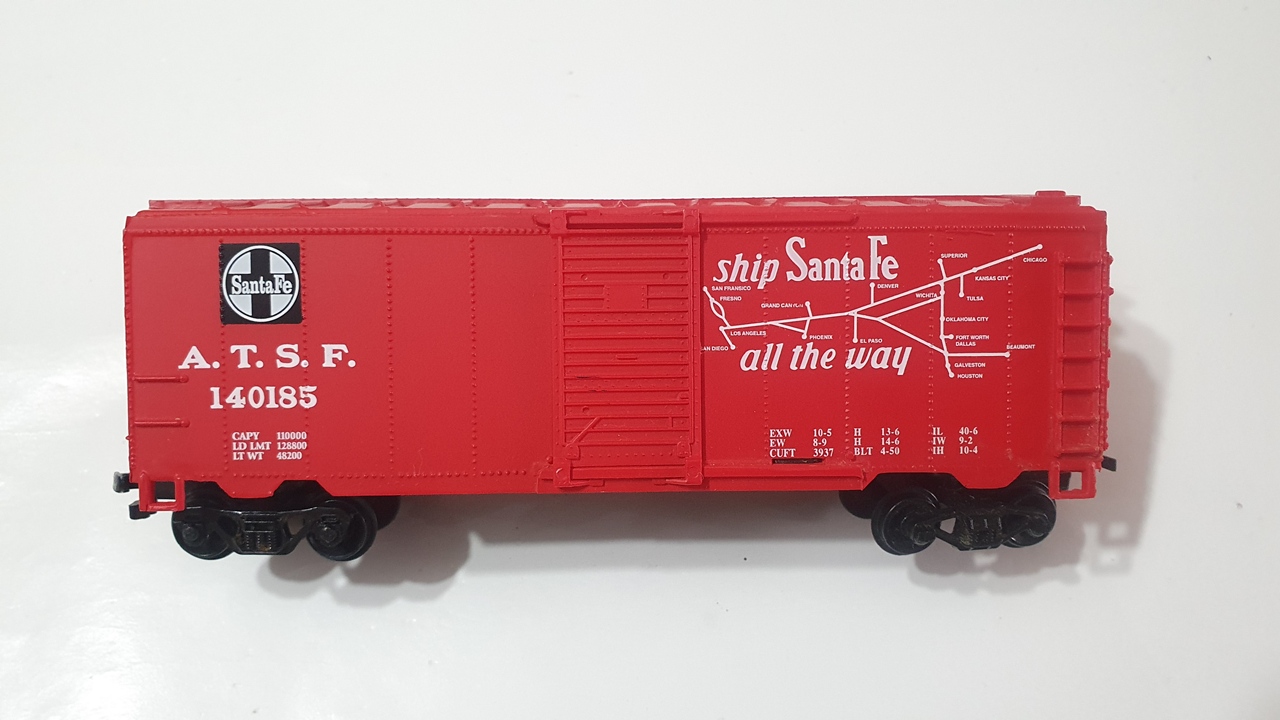 Santa Fe
A. T. S. F.
140185
CAPY 110000
LD LMT 128800
LT WT 48200
ship Santa Fe
SUPERIOR
CHICAGO
SAN FRANSICO
DENVER
KANSAS CITY
FRESNO
WICHITA
TULSA
GRAND
OKLAHOMA CITY
LOS ANGELES
PHOENIX
EL PASO
FORT WORTH
DALLAS
AN DIEGO
BEAUMONT
all the way
GALVESTON
HOUSTON
EXW 10-5 H 13-6 IL 40-6
EW 8-9 H 14-6 IW 9-2
CUFT 3937 BLT 4-50 IH 10-4